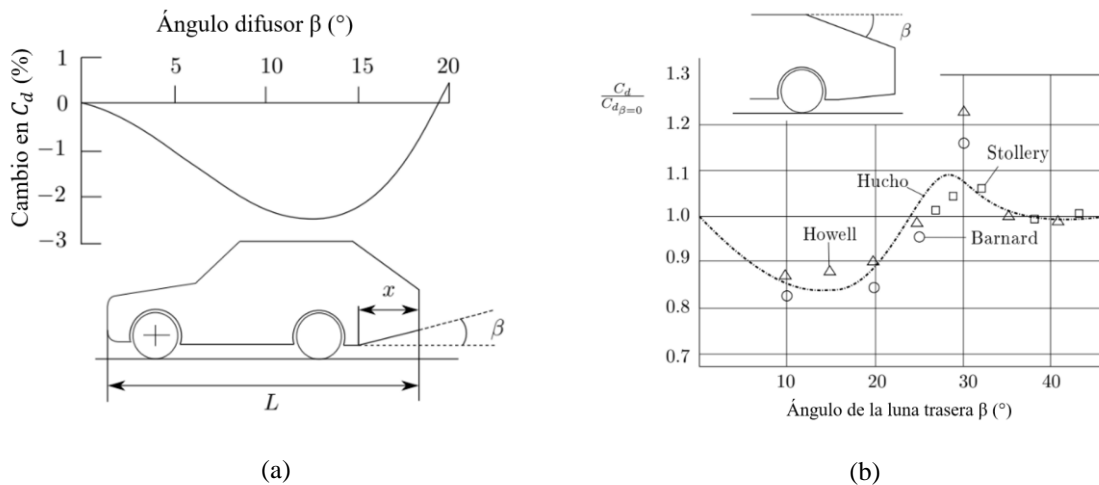 Ángulo difusor β (°)
Cambio en C_d (%)
1
0
−1
−2
−3
5
10
15
20
x
β
L
(a)
β
C_d / C_{d_{β=0}}
1.3
1.2
1.1
1.0
0.9
0.8
0.7
Hucho
Stollery
Howell
Barnard
10
20
30
40
Ángulo de la luna trasera β (°)
(b)